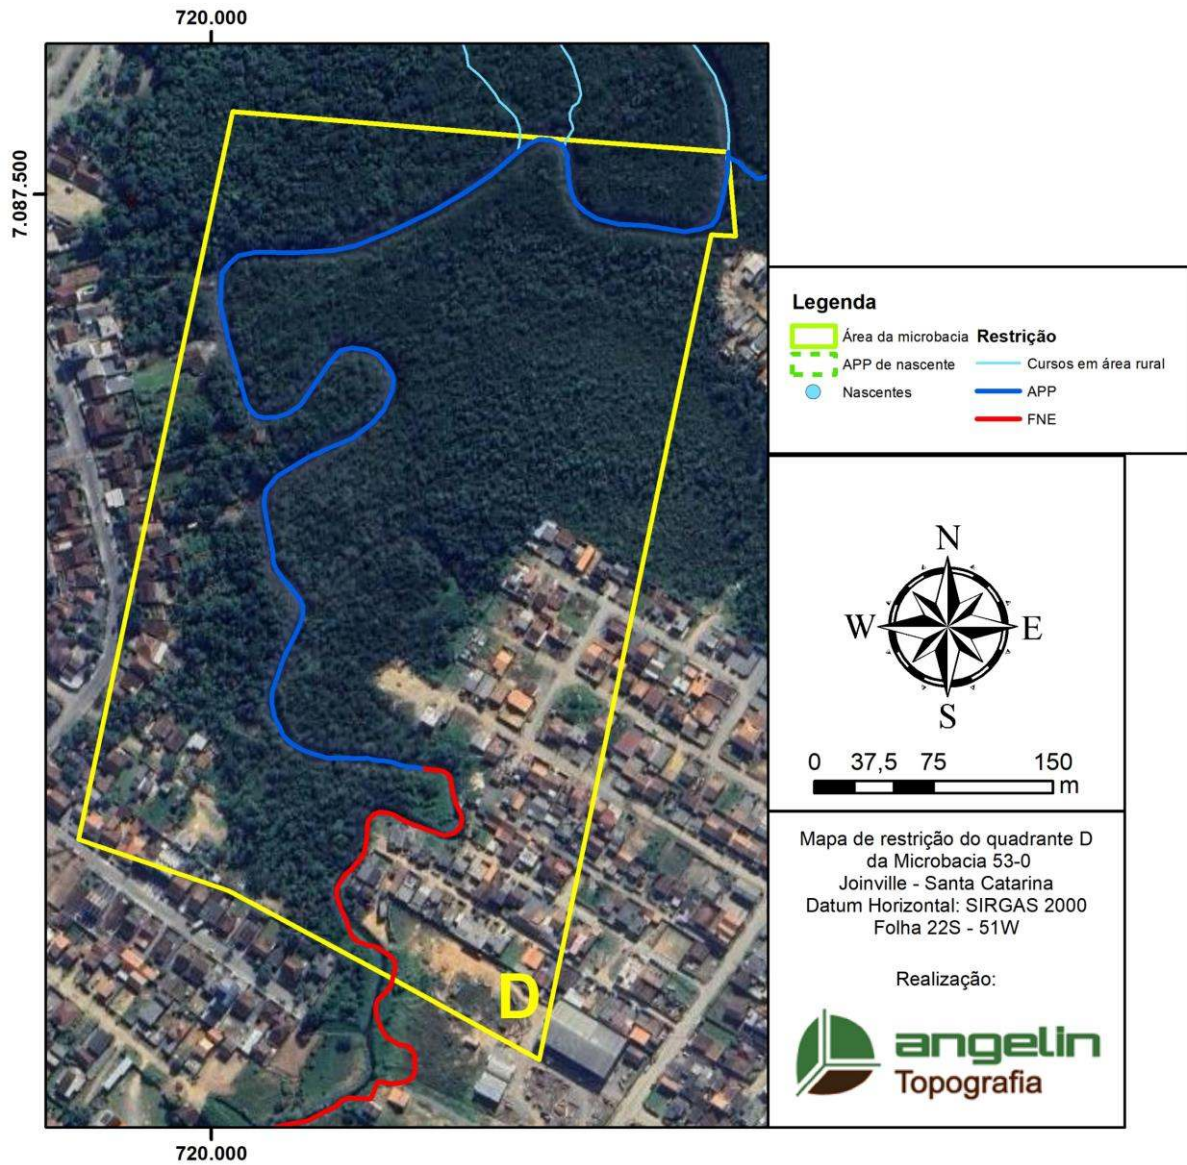 720.000
7.087.500
Legenda
Área da microbacia
APP de nascente
Nascentes
Restrição
Cursos em área rural
APP
FNE
N
W E
S
0 37,5 75 150
m
D
Mapa de restrição do quadrante D
da Microbacia 53-0
Joinville - Santa Catarina
Datum Horizontal: SIRGAS 2000
Folha 22S - 51W
Realização:
angelin
Topografia
720.000